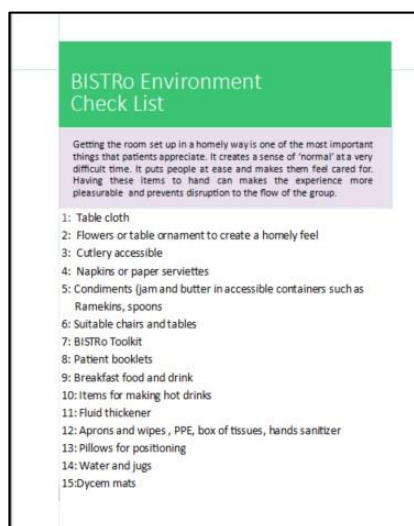 BISTRo Environment
Check List
Getting the room set up in a homely way is one of the most important
things that patients appreciate. It creates a sense of 'normal' at a very
difficult time. It puts people at ease and makes them feel cared for.
Having these items to hand can makes the experience more
pleasurable and prevents disruption to the flow of the group.
1: Table cloth
2: Flowers or table ornament to create a homely feel
3: Cutlery accessible
4: Napkins or paper serviettes
5: Condiments (jam and butter in accessible containers such as
Ramekins, spoons
6: Suitable chairs and tables
7: BISTRo Toolkit
8: Patient booklets
9: Breakfast food and drink
10: Items for making hot drinks
11: Fluid thickener
12: Aprons and wipes , PPE, box of tissues, hands sanitizer
13: Pillows for positioning
14: Water and jugs
15:Dycem mats